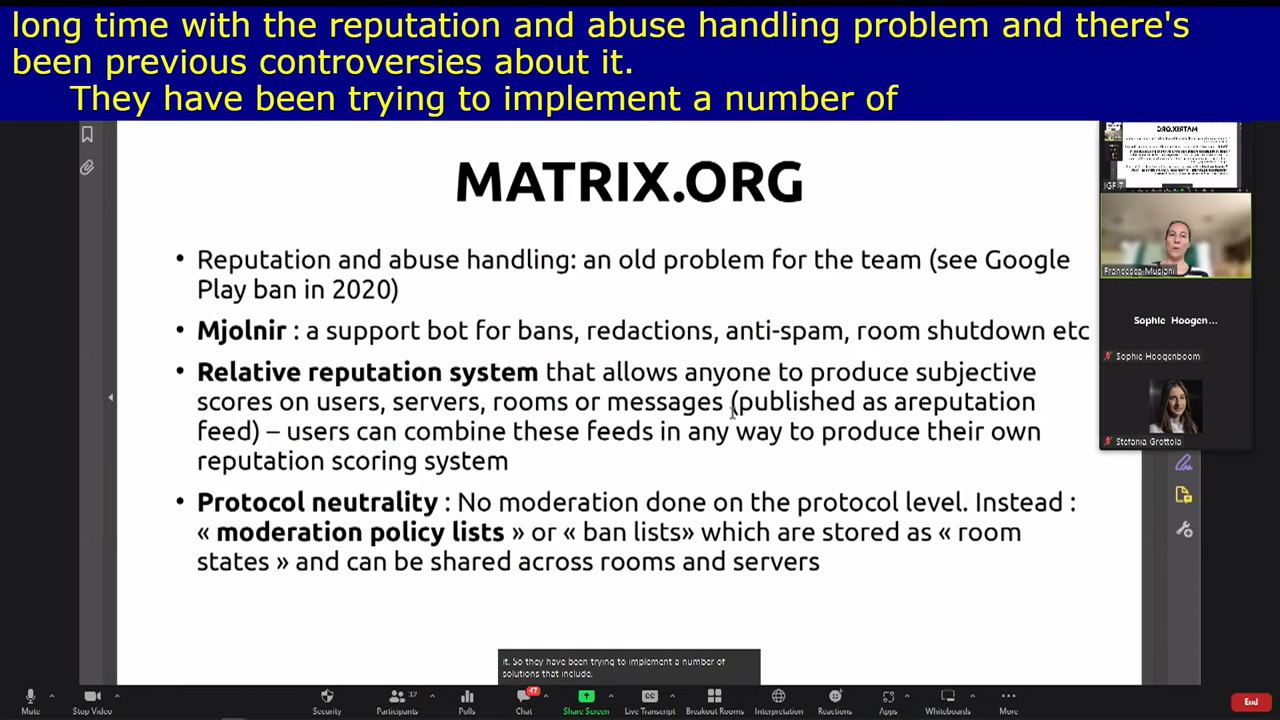 long time with the reputation and abuse handling problem and there's
been previous controversies about it.
They have been trying to implement a number of
MATRIX.ORG
• Reputation and abuse handling: an old problem for the team (see Google
Play ban in 2020)
• Mjolnir : a support bot for bans, redactions, anti-spam, room shutdown etc
• Relative reputation system that allows anyone to produce subjective
scores on users, servers, rooms or messages (published as areputation
feed) – users can combine these feeds in any way to produce their own
reputation scoring system
• Protocol neutrality : No moderation done on the protocol level. Instead :
« moderation policy lists » or « ban lists» which are stored as « room
states » and can be shared across rooms and servers
IGF 7
Francesca Musiani
Sophie Hoogen...
Sophie Hoogenboom
Stefania Grottola
it. So they have been trying to implement a number of
solutions that include.
Mute
Stop Video
Security
Participants
32
Polls
Chat
47
Share Screen
Live Transcript
Breakout Rooms
Interpretation
Reactions
Apps
Whiteboards
More
End